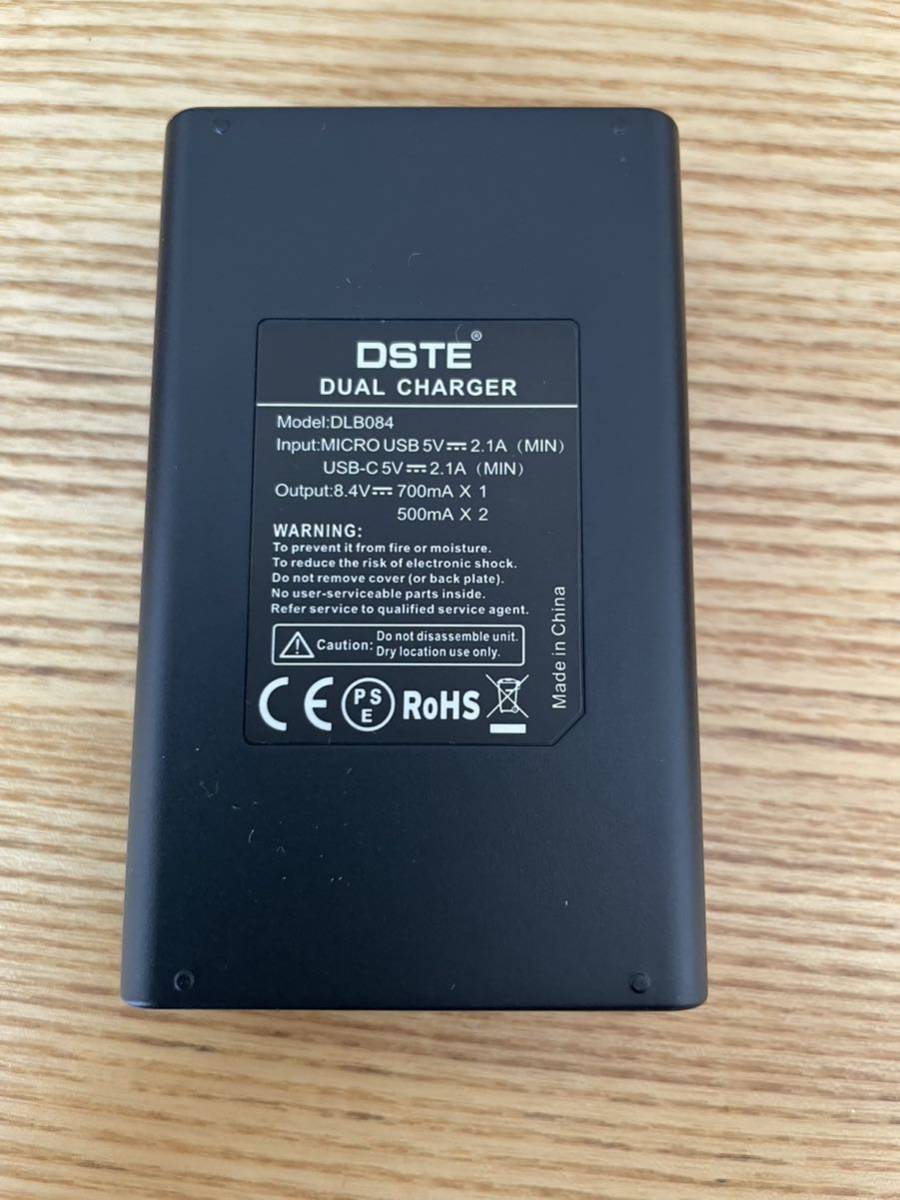 DSTE®
DUAL CHARGER
Model:DLB084
Input:MICRO USB 5V⎓2.1A (MIN)
USB-C 5V⎓2.1A (MIN)
Output:8.4V⎓700mA X 1
500mA X 2
WARNING:
To prevent it from fire or moisture.
To reduce the risk of electronic shock.
Do not remove cover (or back plate).
No user-serviceable parts inside.
Refer service to qualified service agent.
Caution: Do not disassemble unit.
Dry location use only.
CE PSE RoHS
Made in China